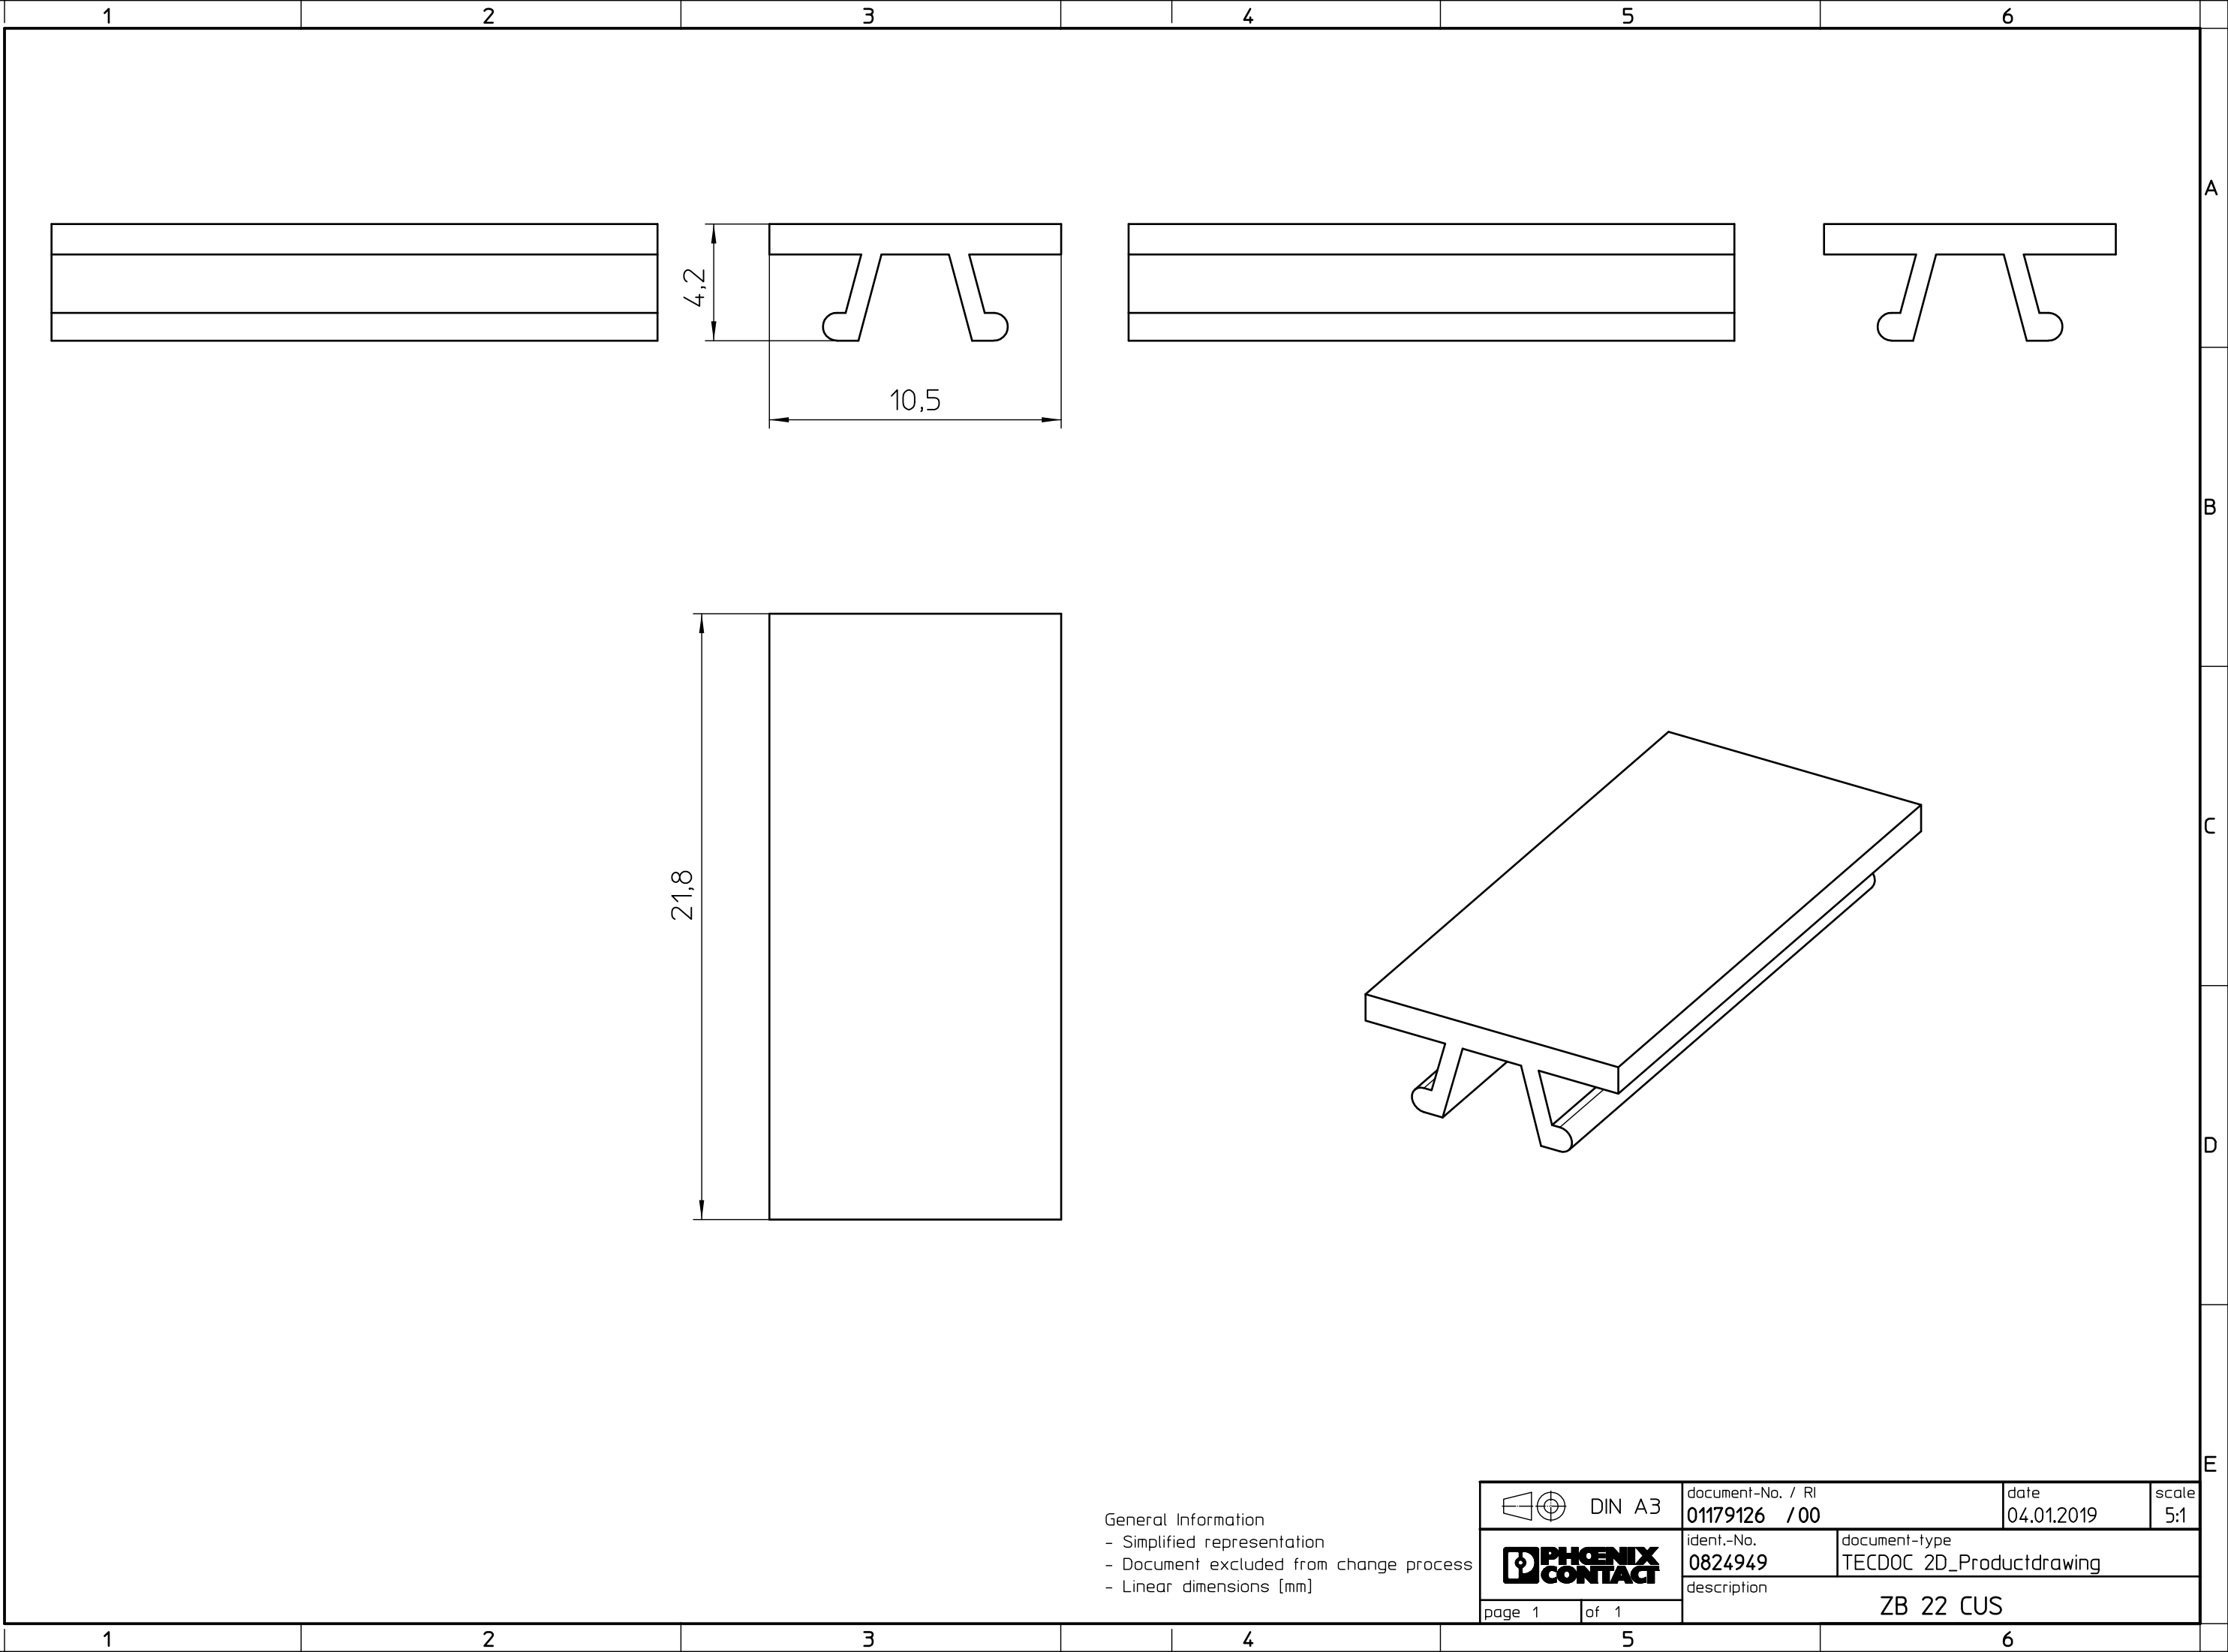 1 2 3 4 5 6
A
4,2
10,5
B
21,8
C
D
E
General Information
- Simplified representation
- Document excluded from change process
- Linear dimensions [mm]
DIN A3
document-No. / RI
01179126 /00
date
04.01.2019
scale
5:1
PHŒNIX
CONTACT
ident.-No.
0824949
document-type
TECDOC 2D_Productdrawing
description
ZB 22 CUS
page 1 of 1
1 2 3 4 5 6